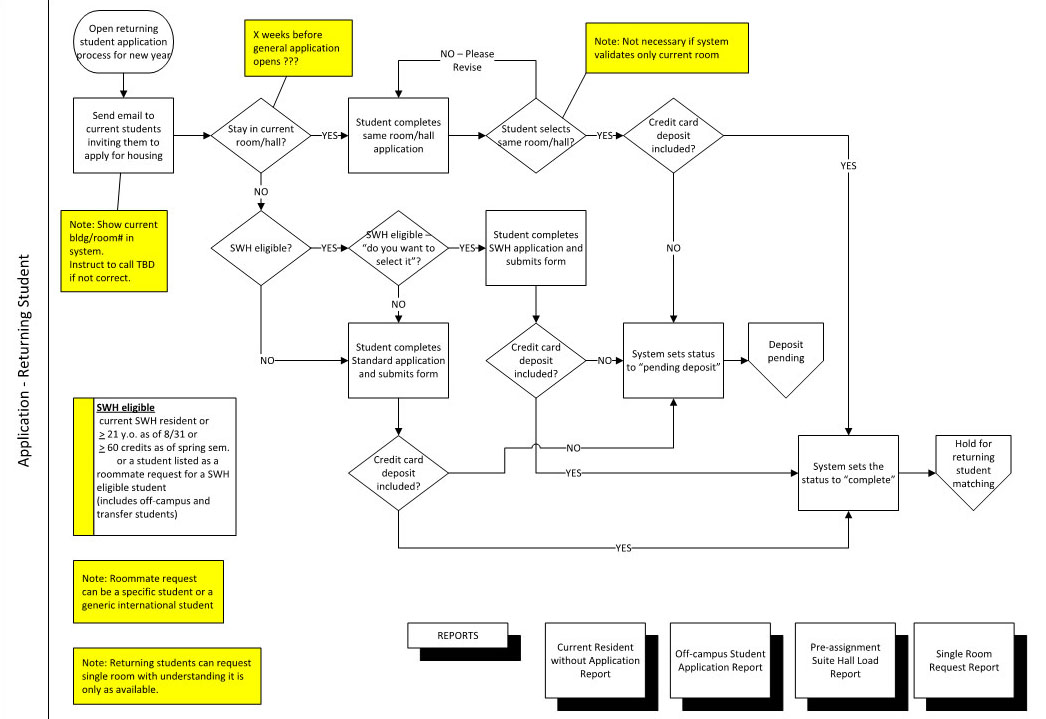 Application - Returning Student
Open returning
student application
process for new year
X weeks before
general application
opens ???
NO – Please
Revise
Note: Not necessary if system
validates only current room
Send email to
current students
inviting them to
apply for housing
Stay in current
room/hall?
YES
Student completes
same room/hall
application
Student selects
same room/hall?
YES
Credit card
deposit
included?
YES
NO
NO
Note: Show current
bldg/room# in
system.
Instruct to call TBD
if not correct.
SWH eligible?
YES
SWH eligible –
“do you want to
select it”?
YES
Student completes
SWH application and
submits form
NO
NO
Student completes
Standard application
and submits form
Credit card
deposit
included?
NO
System sets status
to “pending deposit”
Deposit
pending
SWH eligible
current SWH resident or
> 21 y.o. as of 8/31 or
> 60 credits as of spring sem.
or a student listed as a
roommate request for a SWH
eligible student
(includes off-campus and
transfer students)
Credit card
deposit
included?
NO
YES
System sets the
status to “complete”
Hold for
returning
student
matching
YES
Note: Roommate request
can be a specific student or a
generic international student
Note: Returning students can request
single room with understanding it is
only as available.
REPORTS
Current Resident
without Application
Report
Off-campus Student
Application Report
Pre-assignment
Suite Hall Load
Report
Single Room
Request Report